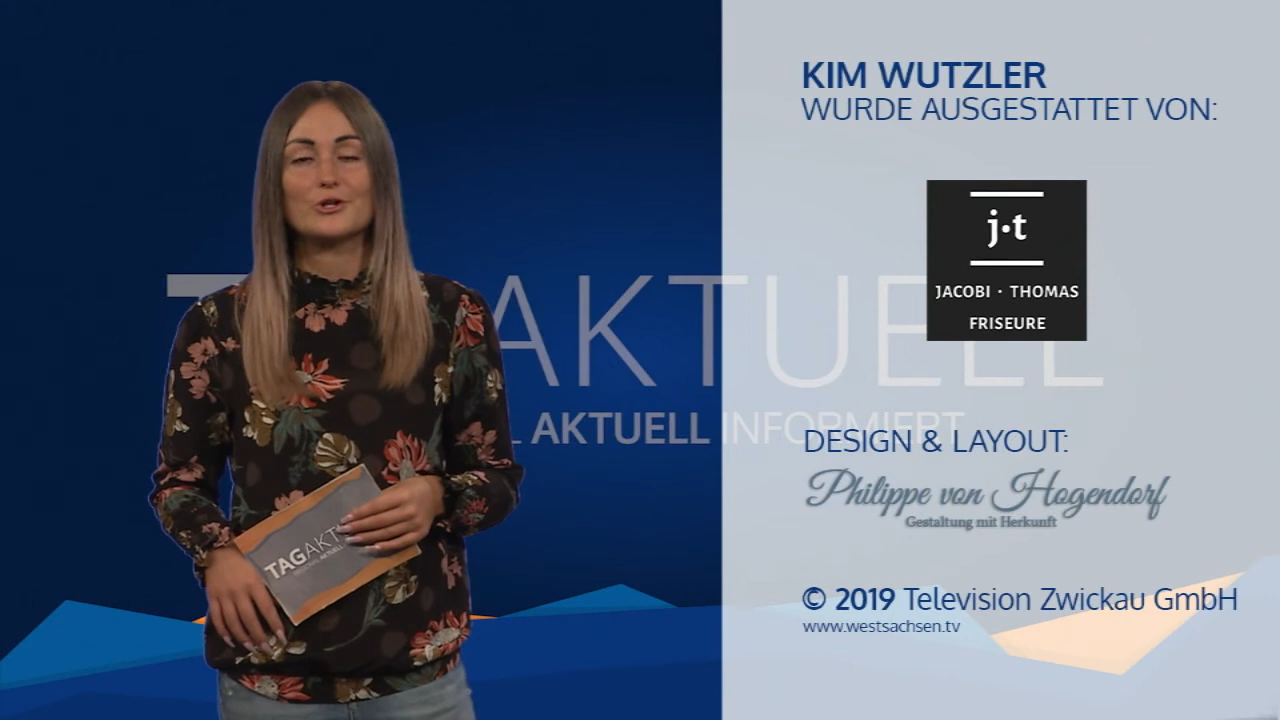 KIM WUTZLER
WURDE AUSGESTATTET VON:
j·t
JACOBI · THOMAS
FRISEURE
AKTUELL
AKTUELL INFORMIERT
DESIGN & LAYOUT:
Philippe von Hogendorf
Gestaltung mit Herkunft
© 2019 Television Zwickau GmbH
www.westsachsen.tv
TAGAKT
AKTUELL